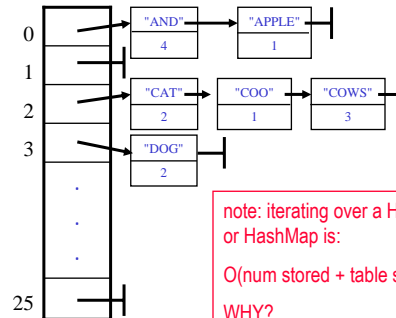 0 "AND" "APPLE"
4 1
1
2 "CAT" "COO" "COWS"
2 1 3
3 "DOG"
2
.
.
.
25
note: iterating over a H
or HashMap is:
O(num stored + table s
WHY?